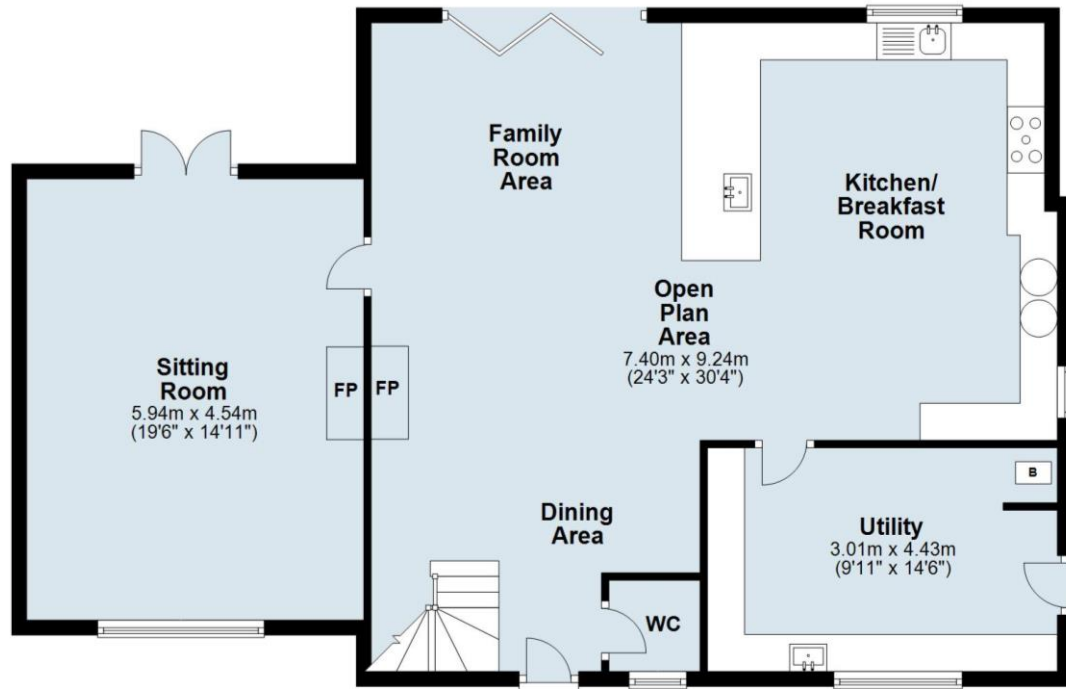 Family
Room
Area
Kitchen/
Breakfast
Room
Open
Plan
Area
7.40m x 9.24m
(24'3" x 30'4")
Sitting
Room
5.94m x 4.54m
(19'6" x 14'11")
FP
FP
Dining
Area
B
Utility
3.01m x 4.43m
(9'11" x 14'6")
WC